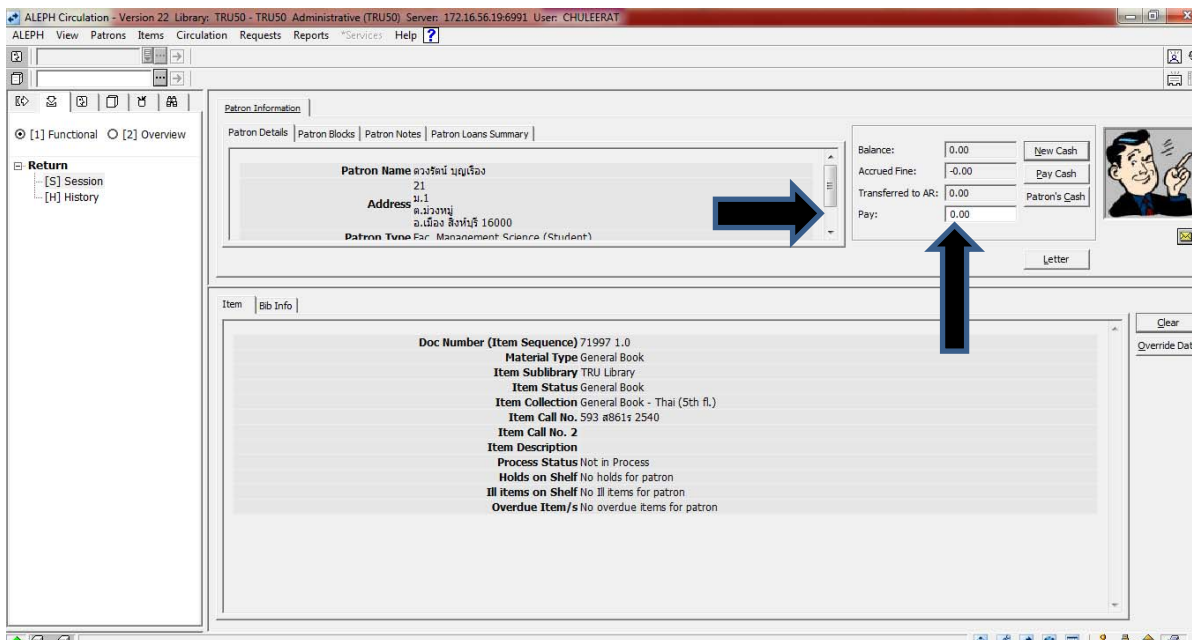 ALEPH Circulation - Version 22 Library: TRU50 - TRU50 Administrative (TRU50) Server: 172.16.56.19:6991 User: CHULEERAT
ALEPH View Patrons Items Circulation Requests Reports *Services Help ?
[1] Functional [2] Overview
Return
[S] Session
[H] History
Patron Information
Patron Details Patron Blocks Patron Notes Patron Loans Summary
Patron Name ดวงรัตน์ บุญเรือง
Address 21
ม.1
ต.ม่วงหมู่
อ.เมือง สิงห์บุรี 16000
Patron Type Fac. Management Science (Student)
Balance: 0.00 New Cash
Accrued Fine: -0.00 Pay Cash
Transferred to AR: 0.00 Patron's Cash
Pay: 0.00
Letter
Item Bib Info
Doc Number (Item Sequence) 71997 1.0
Material Type General Book
Item Sublibrary TRU Library
Item Status General Book
Item Collection General Book - Thai (5th fl.)
Item Call No. 593 ส861ร 2540
Item Call No. 2
Item Description
Process Status Not in Process
Holds on Shelf No holds for patron
Ill items on Shelf No Ill items for patron
Overdue Item/s No overdue items for patron
Clear
Override Dat